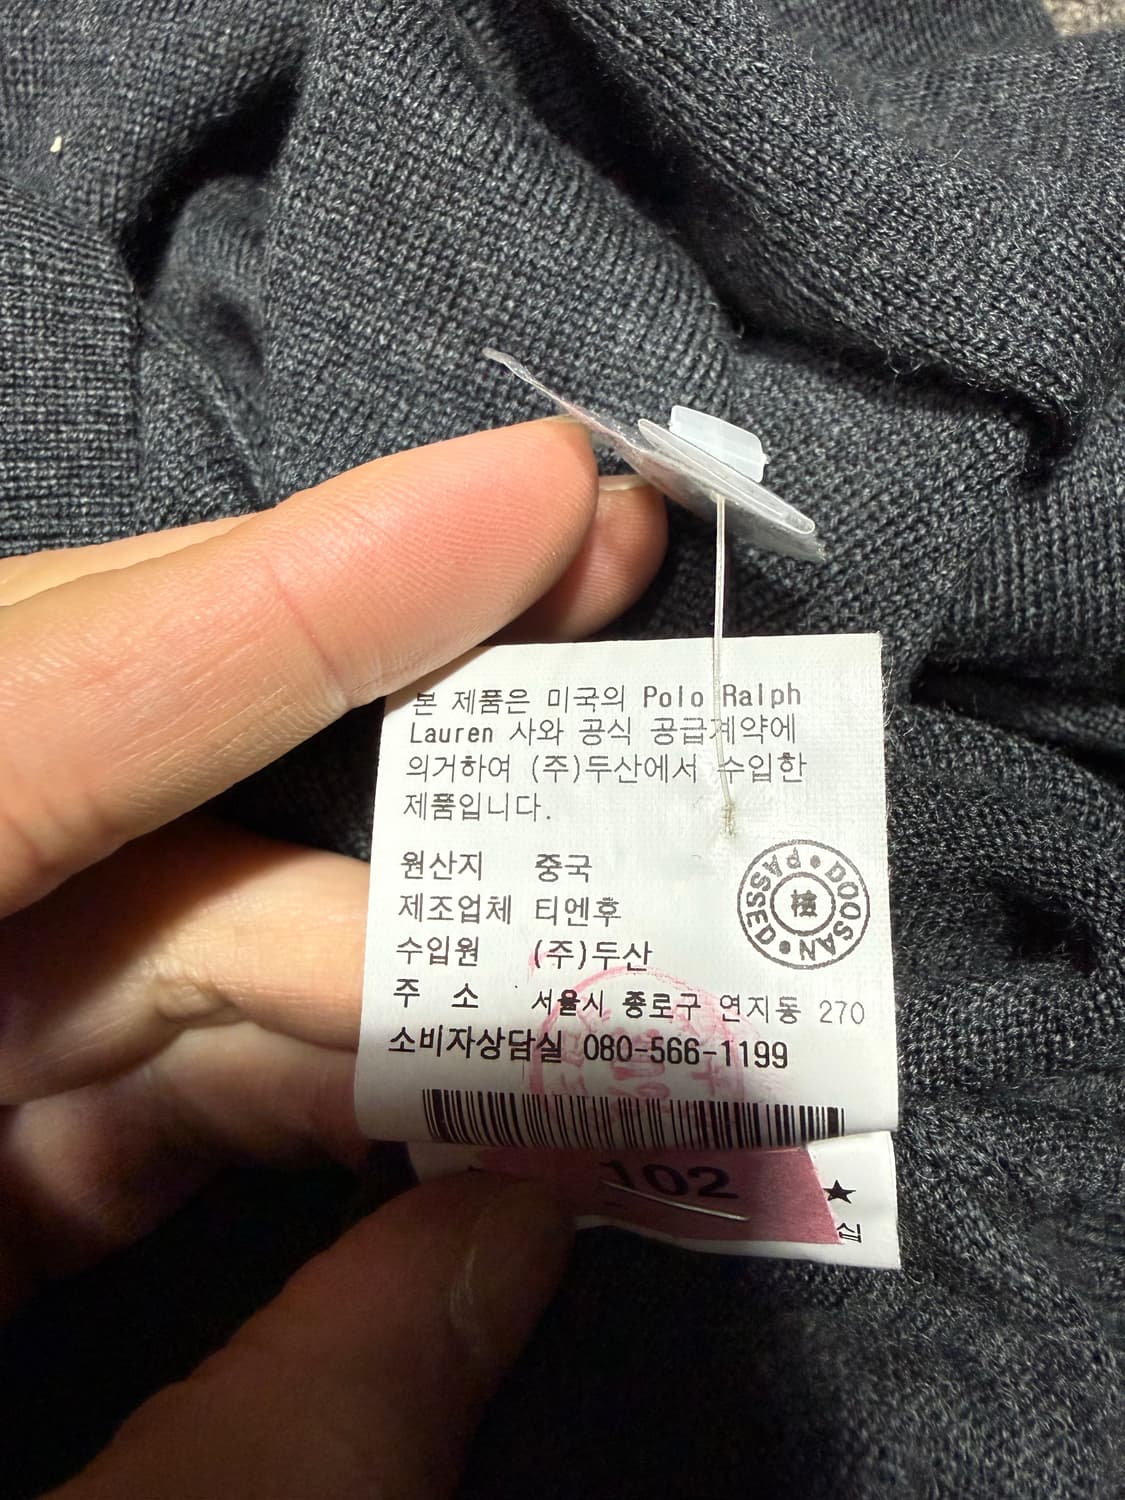 본 제품은 미국의 Polo Ralph
Lauren 사와 공식 공급계약에
의거하여 (주)두산에서 수입한
제품입니다.
원산지 중국
제조업체 티엔후
수입원 (주)두산
주 소 서울시 종로구 연지동 270
소비자상담실 080-566-1199
PASSED • DOOSAN •
檢
102 ★
십